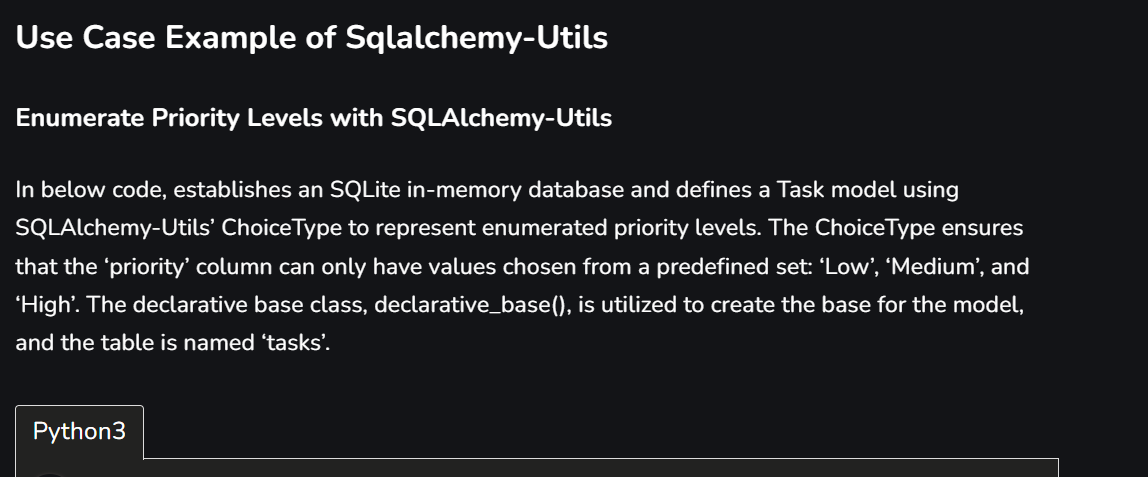 Use Case Example of Sqlalchemy-Utils
Enumerate Priority Levels with SQLAlchemy-Utils
In below code, establishes an SQLite in-memory database and defines a Task model using
SQLAlchemy-Utils’ ChoiceType to represent enumerated priority levels. The ChoiceType ensures
that the ‘priority’ column can only have values chosen from a predefined set: ‘Low’, ‘Medium’, and
‘High’. The declarative base class, declarative_base(), is utilized to create the base for the model,
and the table is named ‘tasks’.
Python3